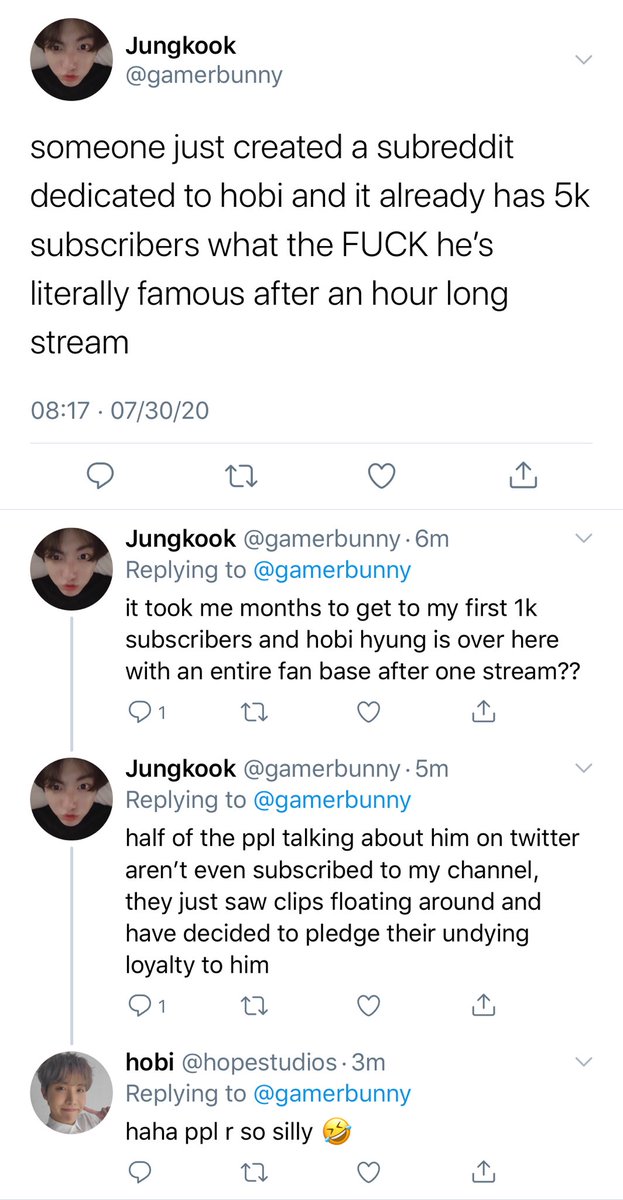 Jungkook
@gamerbunny
someone just created a subreddit
dedicated to hobi and it already has 5k
subscribers what the FUCK he's
literally famous after an hour long
stream
08:17 · 07/30/20
Jungkook @gamerbunny · 6m
Replying to @gamerbunny
it took me months to get to my first 1k
subscribers and hobi hyung is over here
with an entire fan base after one stream??
1
Jungkook @gamerbunny · 5m
Replying to @gamerbunny
half of the ppl talking about him on twitter
aren't even subscribed to my channel,
they just saw clips floating around and
have decided to pledge their undying
loyalty to him
1
hobi @hopestudios · 3m
Replying to @gamerbunny
haha ppl r so silly 🤣